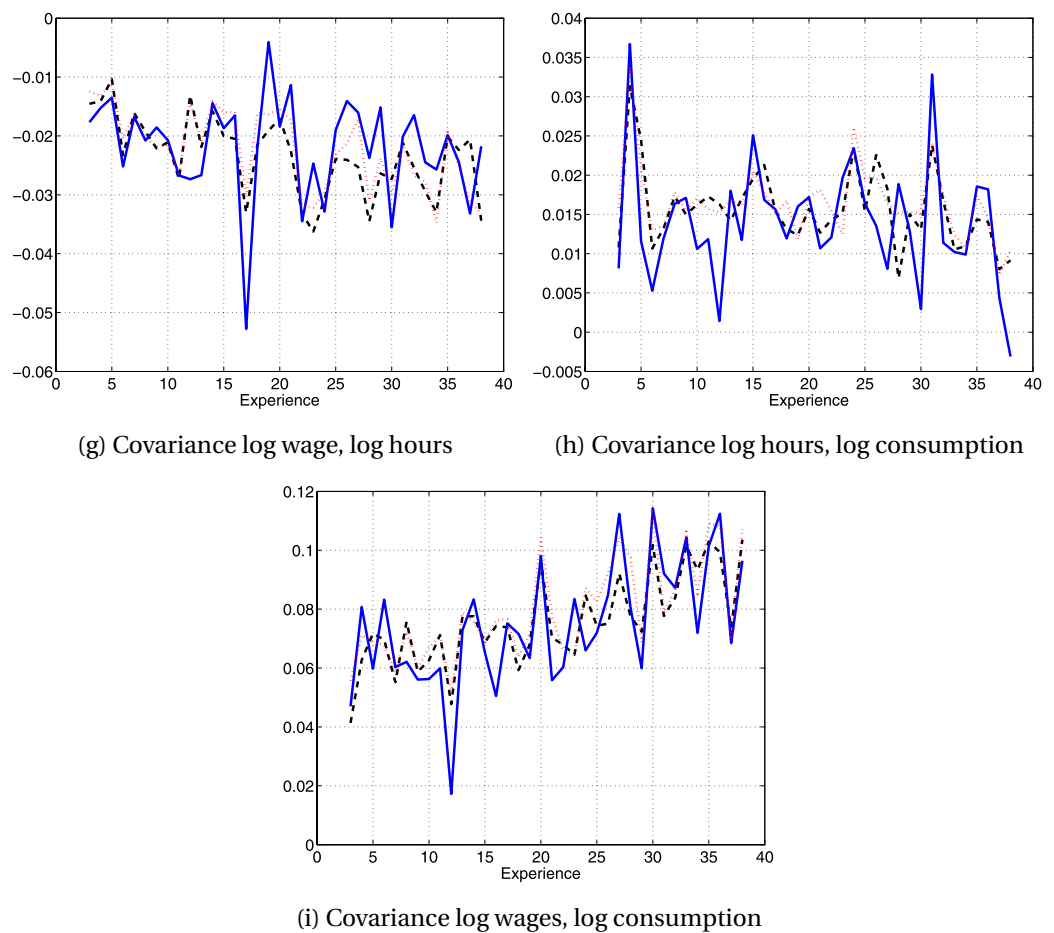 0
−0.01
−0.02
−0.03
−0.04
−0.05
−0.06
0 5 10 15 20 25 30 35 40
Experience
(g) Covariance log wage, log hours
0.04
0.035
0.03
0.025
0.02
0.015
0.01
0.005
0
−0.005
0 5 10 15 20 25 30 35 40
Experience
(h) Covariance log hours, log consumption
0.12
0.1
0.08
0.06
0.04
0.02
0
0 5 10 15 20 25 30 35 40
Experience
(i) Covariance log wages, log consumption